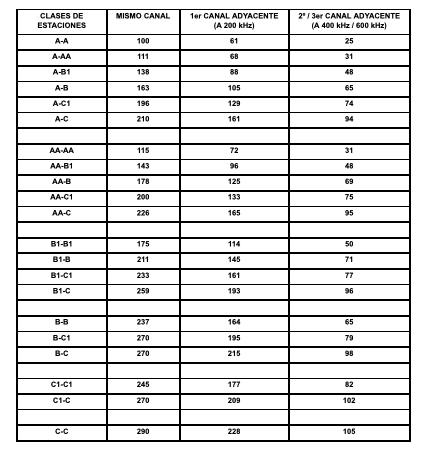 CLASES DE ESTACIONES MISMO CANAL 1er CANAL ADYACENTE (A 200 kHz) 2º / 3er CANAL ADYACENTE (A 400 kHz / 600 kHz)
A-A 100 61 25
A-AA 111 68 31
A-B1 138 88 48
A-B 163 105 65
A-C1 196 129 74
A-C 210 161 94
AA-AA 115 72 31
AA-B1 143 96 48
AA-B 178 125 69
AA-C1 200 133 75
AA-C 226 165 95
B1-B1 175 114 50
B1-B 211 145 71
B1-C1 233 161 77
B1-C 259 193 96
B-B 237 164 65
B-C1 270 195 79
B-C 270 215 98
C1-C1 245 177 82
C1-C 270 209 102
C-C 290 228 105